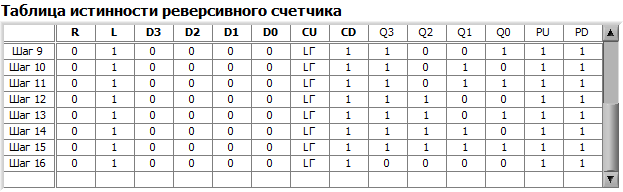 Таблица истинности реверсивного счетчика
R L D3 D2 D1 D0 CU CD Q3 Q2 Q1 Q0 PU PD
Шаг 9 0 1 0 0 0 0 LГ 1 1 0 0 1 1 1
Шаг 10 0 1 0 0 0 0 LГ 1 1 0 1 0 1 1
Шаг 11 0 1 0 0 0 0 LГ 1 1 0 1 1 1 1
Шаг 12 0 1 0 0 0 0 LГ 1 1 1 0 0 1 1
Шаг 13 0 1 0 0 0 0 LГ 1 1 1 0 1 1 1
Шаг 14 0 1 0 0 0 0 LГ 1 1 1 1 0 1 1
Шаг 15 0 1 0 0 0 0 LГ 1 1 1 1 1 1 1
Шаг 16 0 1 0 0 0 0 LГ 1 0 0 0 0 1 1